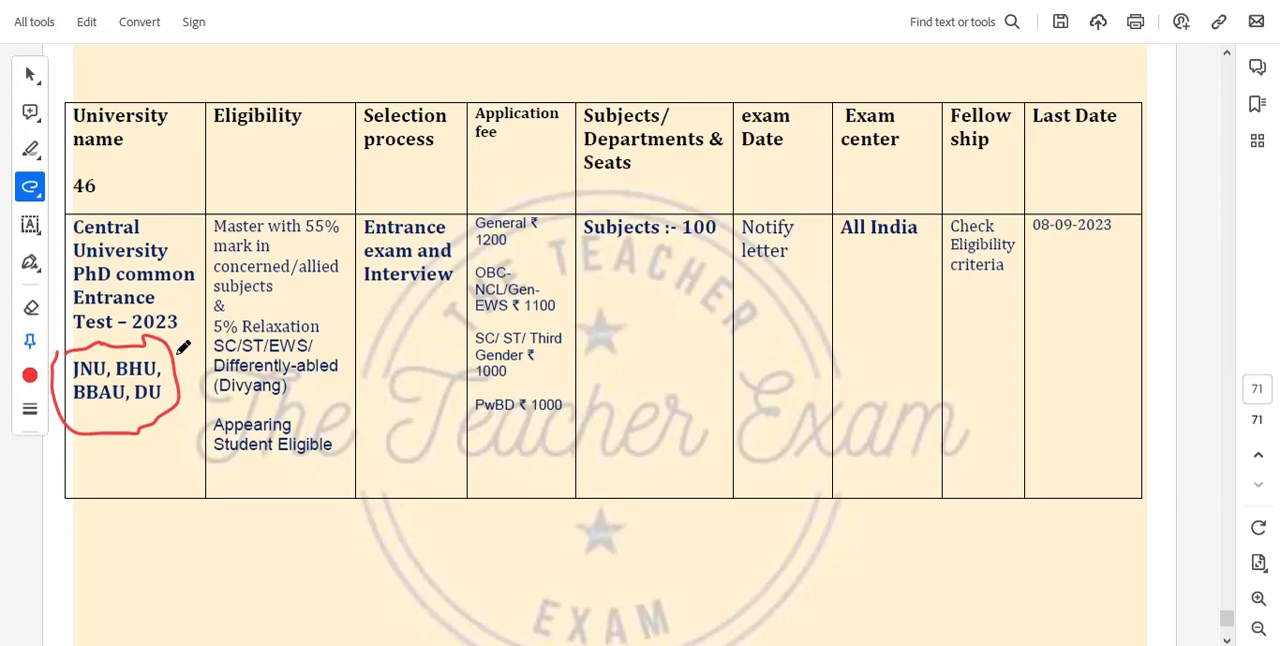 All tools Edit Convert Sign Find text or tools
University name
46
Eligibility
Selection process
Application fee
Subjects/ Departments & Seats
exam Date
Exam center
Fellow ship
Last Date
Central
University
PhD common
Entrance
Test – 2023
JNU, BHU,
BBAU, DU
Master with 55%
mark in
concerned/allied
subjects
&
5% Relaxation
SC/ST/EWS/
Differently-abled
(Divyang)
Appearing
Student Eligible
Entrance
exam and
Interview
General ₹
1200
OBC-
NCL/Gen-
EWS ₹ 1100
SC/ ST/ Third
Gender ₹
1000
PwBD ₹ 1000
Subjects :- 100
Notify
letter
All India
Check
Eligibility
criteria
08-09-2023
THE TEACHER
The Teacher Exam
EXAM
71
71